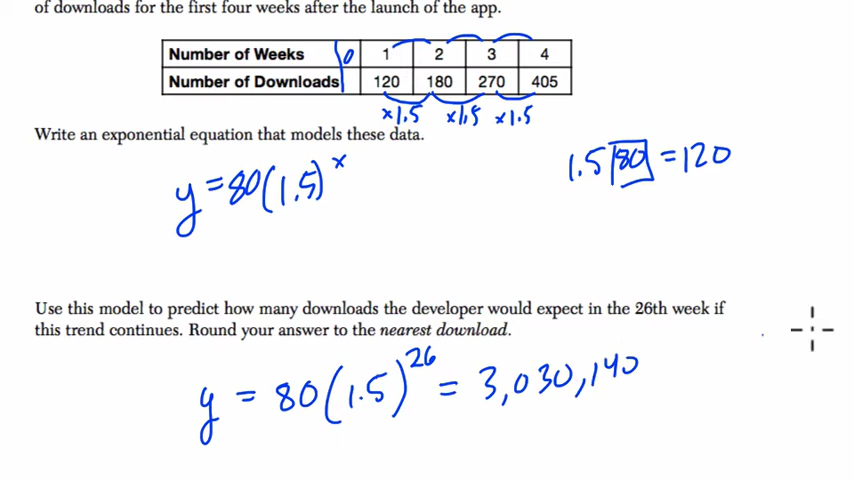 of downloads for the first four weeks after the launch of the app.
Number of Weeks 0 1 2 3 4
Number of Downloads 120 180 270 405
×1.5 ×1.5 ×1.5
Write an exponential equation that models these data.
1.5 80 = 120
y = 80(1.5)^x
Use this model to predict how many downloads the developer would expect in the 26th week if
this trend continues. Round your answer to the nearest download.
y = 80(1.5)^26 = 3,030,140